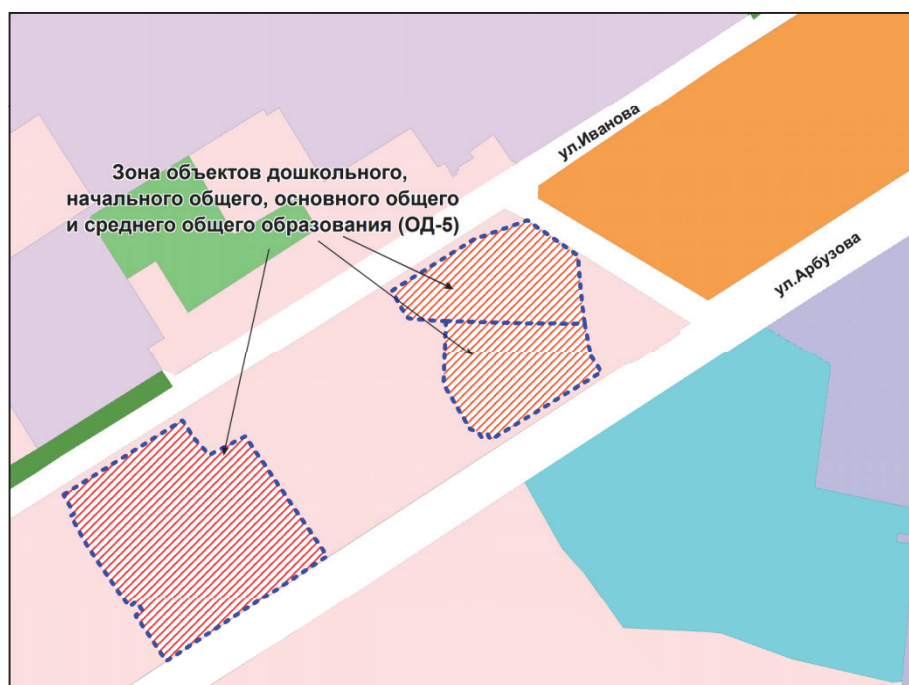 ул.Иванова
Зона объектов дошкольного,
начального общего, основного общего
и среднего общего образования (ОД-5)
ул.Арбузова